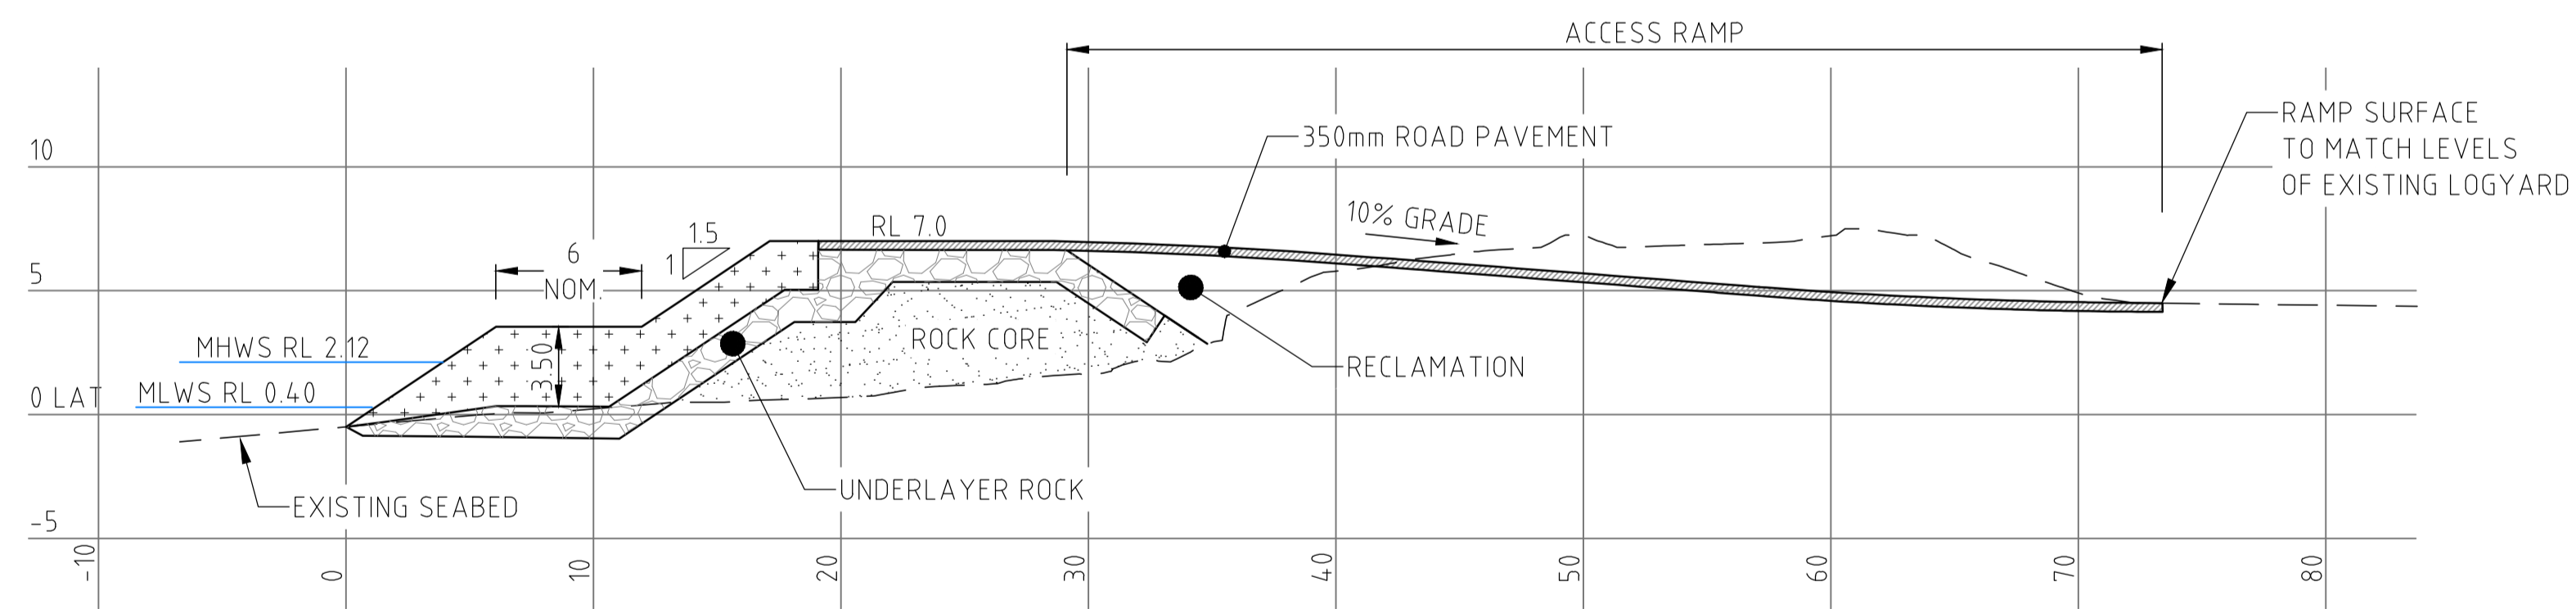 ACCESS RAMP
RAMP SURFACE
TO MATCH LEVELS
OF EXISTING LOGYARD
350mm ROAD PAVEMENT
10
10% GRADE
RL 7.0
1.5
1
6
NOM.
5
3.50
MHWS RL 2.12
ROCK CORE
RECLAMATION
MLWS RL 0.40
0 LAT
UNDERLAYER ROCK
EXISTING SEABED
-5
-10
0
10
20
30
40
50
60
70
80